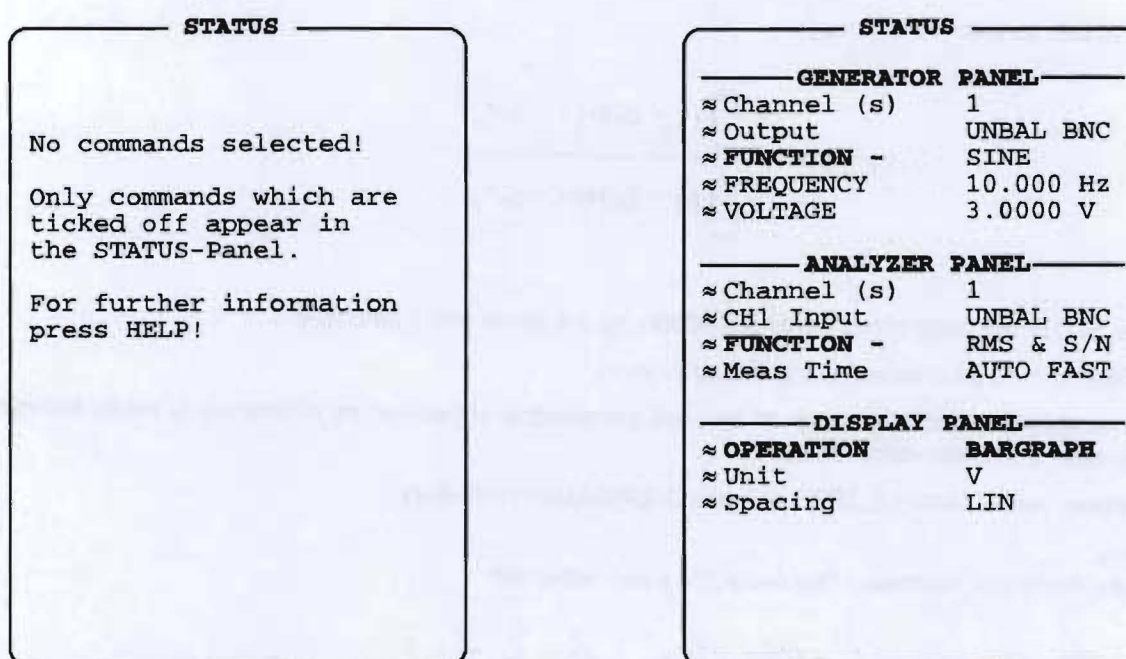 STATUS
No commands selected!
Only commands which are
ticked off appear in
the STATUS-Panel.
For further information
press HELP!
STATUS
GENERATOR PANEL
≈ Channel (s) 1
≈ Output UNBAL BNC
≈ FUNCTION - SINE
≈ FREQUENCY 10.000 Hz
≈ VOLTAGE 3.0000 V
ANALYZER PANEL
≈ Channel (s) 1
≈ CH1 Input UNBAL BNC
≈ FUNCTION - RMS & S/N
≈ Meas Time AUTO FAST
DISPLAY PANEL
≈ OPERATION BARGRAPH
≈ Unit V
≈ Spacing LIN